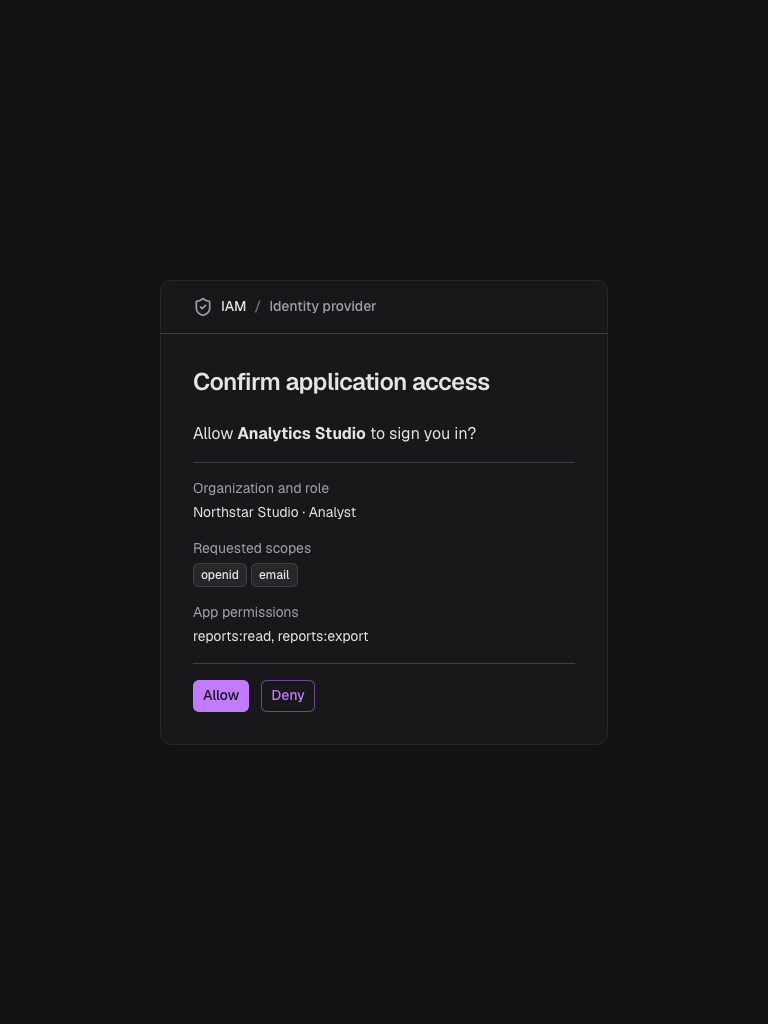 IAM / Identity provider
Confirm application access
Allow Analytics Studio to sign you in?
Organization and role
Northstar Studio · Analyst
Requested scopes
openid email
App permissions
reports:read, reports:export
Allow Deny